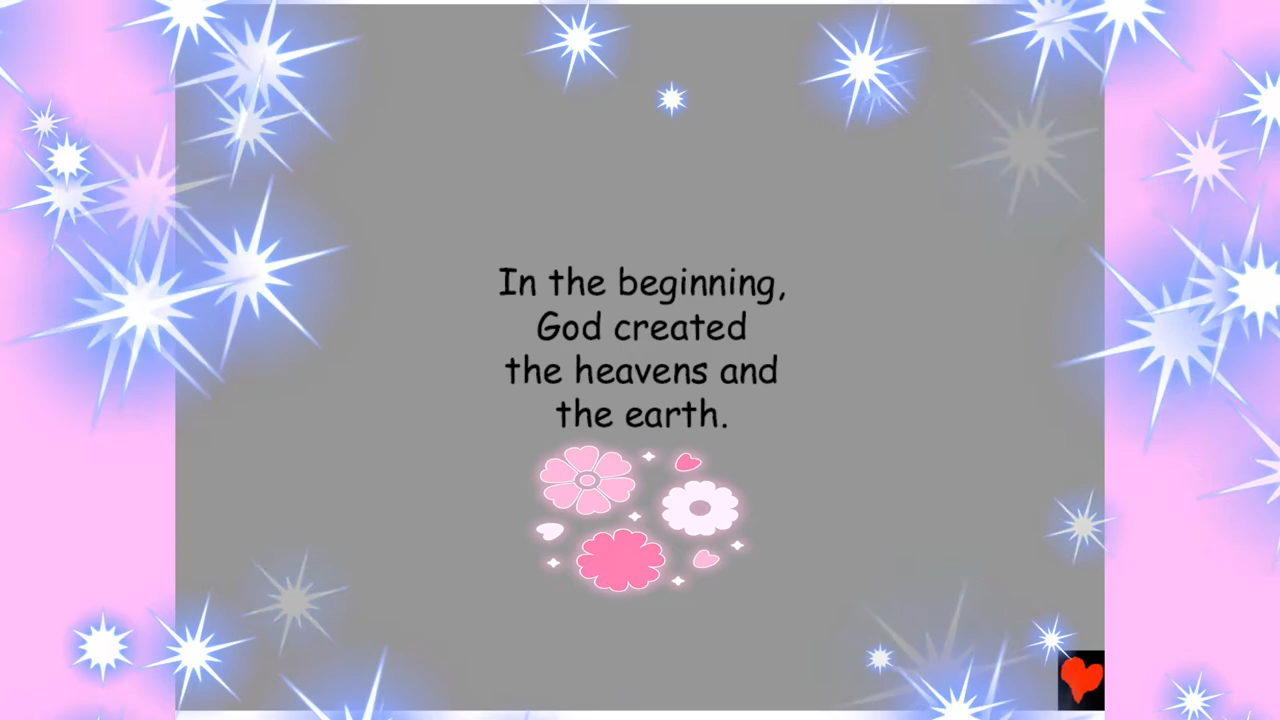 In the beginning,
God created
the heavens and
the earth.